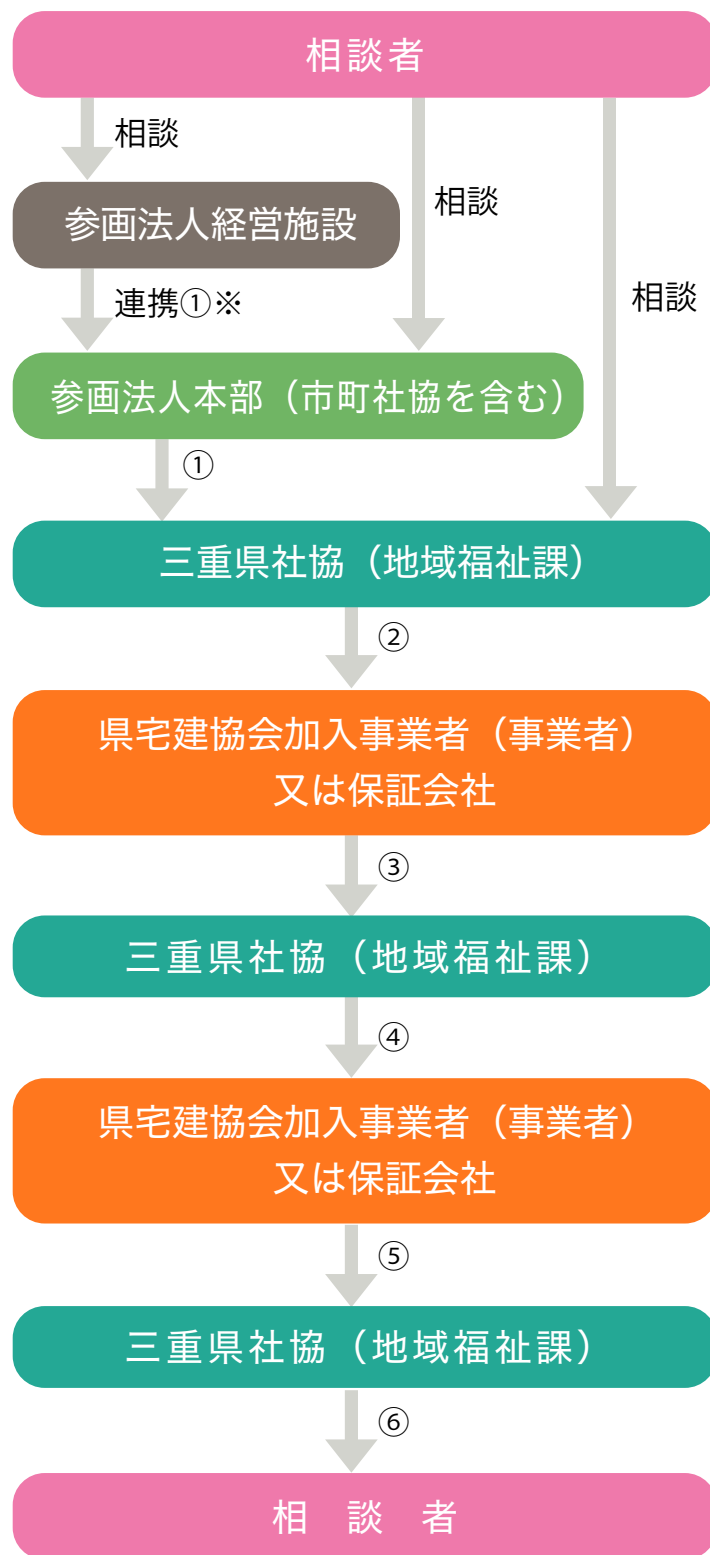 相談者
相談
参画法人経営施設
相談
連携①※
相談
参画法人本部（市町社協を含む）
①
三重県社協（地域福祉課）
②
県宅建協会加入事業者（事業者）
又は保証会社
③
三重県社協（地域福祉課）
④
県宅建協会加入事業者（事業者）
又は保証会社
⑤
三重県社協（地域福祉課）
⑥
相　談　者